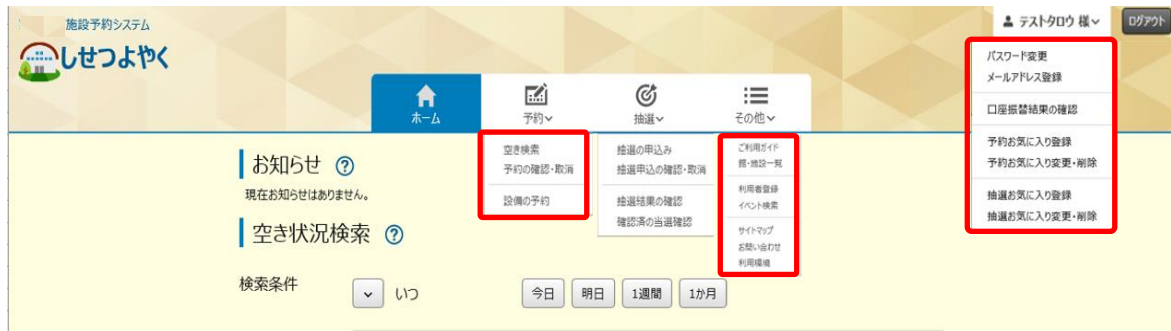 施設予約システム
しせつよやく
テストタロウ 様
ログアウト
パスワード変更
メールアドレス登録
口座振替結果の確認
予約お気に入り登録
予約お気に入り変更・削除
抽選お気に入り登録
抽選お気に入り変更・削除
ホーム
予約
抽選
その他
空き検索
予約の確認・取消
設備の予約
抽選の申込み
抽選申込の確認・取消
抽選結果の確認
確認済の当選確認
ご利用ガイド
館・施設一覧
利用者登録
イベント検索
サイトマップ
お問い合わせ
利用環境
お知らせ ?
現在お知らせはありません。
空き状況検索 ?
検索条件
いつ
今日 明日 1週間 1か月